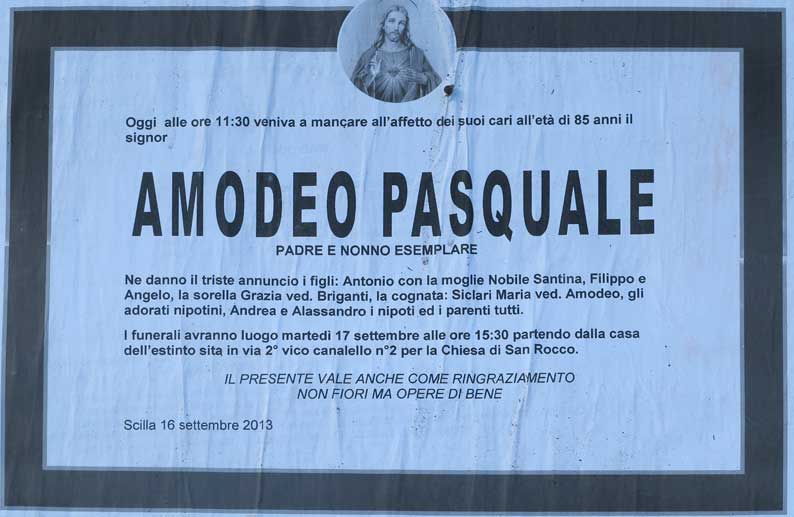 Oggi alle ore 11:30 veniva a mancare all'affetto dei suoi cari all'età di 85 anni il
signor
AMODEO PASQUALE
PADRE E NONNO ESEMPLARE
Ne danno il triste annuncio i figli: Antonio con la moglie Nobile Santina, Filippo e
Angelo, la sorella Grazia ved. Briganti, la cognata: Siclari Maria ved. Amodeo, gli
adorati nipotini, Andrea e Alassandro i nipoti ed i parenti tutti.
I funerali avranno luogo martedì 17 settembre alle ore 15:30 partendo dalla casa
dell'estinto sita in via 2° vico canalello n°2 per la Chiesa di San Rocco.
IL PRESENTE VALE ANCHE COME RINGRAZIAMENTO
NON FIORI MA OPERE DI BENE
Scilla 16 settembre 2013